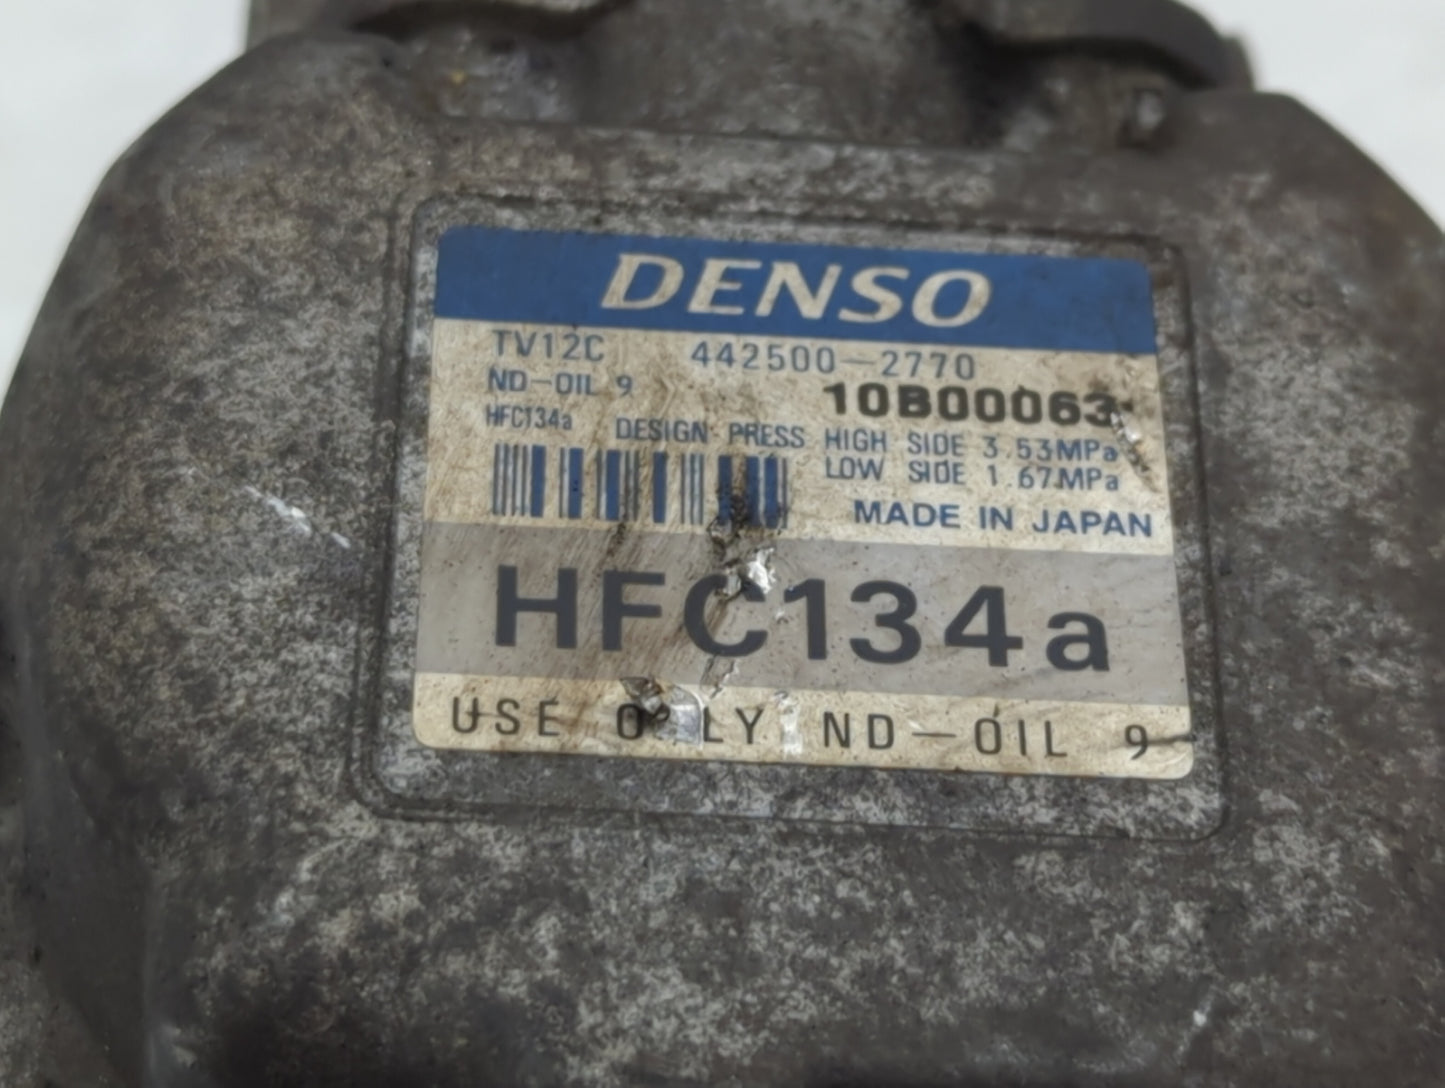 DENSO
TV12C 442500-2770
ND-OIL 9 10B00063
HFC134a DESIGN PRESS HIGH SIDE 3.53MPa
LOW SIDE 1.67MPa
MADE IN JAPAN
HFC134a
USE ONLY ND-OIL 9